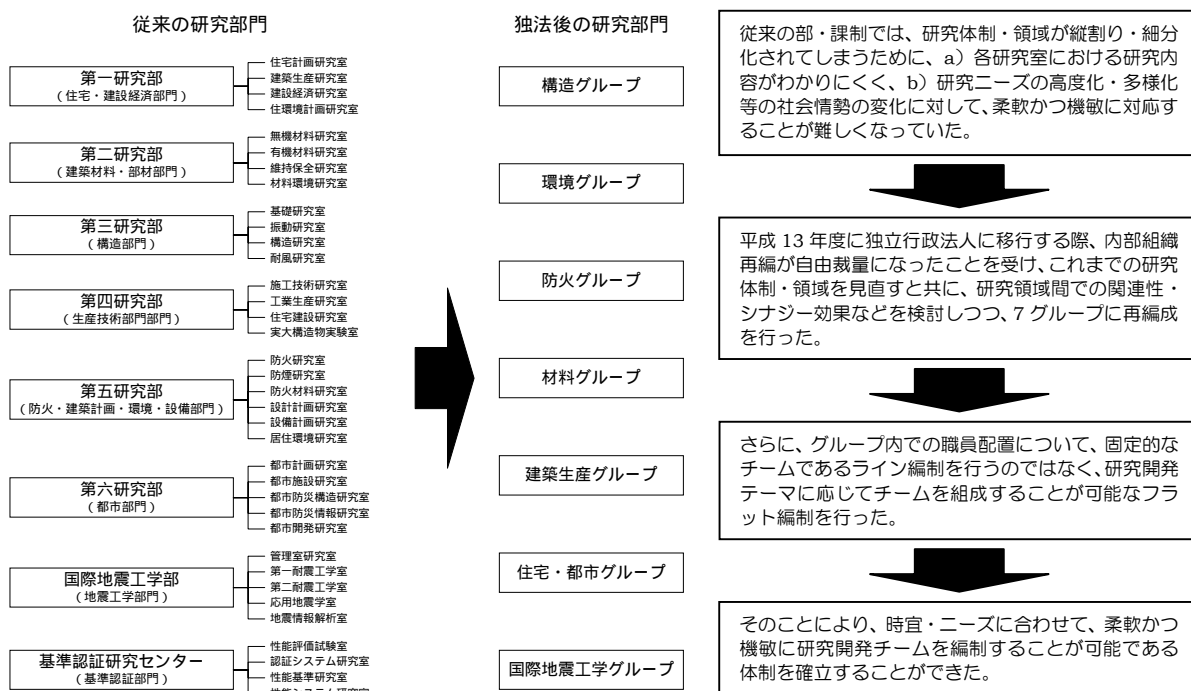 従来の研究部門
第一研究部
(住宅・建設経済部門)
住宅計画研究室
建築生産研究室
建設経済研究室
住環境計画研究室
第二研究部
(建築材料・部材部門)
無機材料研究室
有機材料研究室
維持保全研究室
材料環境研究室
第三研究部
(構造部門)
基礎研究室
振動研究室
構造研究室
耐風研究室
第四研究部
(生産技術部門部門)
施工技術研究室
工業生産研究室
住宅建設研究室
実大構造物実験室
第五研究部
(防火・建築計画・環境・設備部門)
防火研究室
防煙研究室
防火材料研究室
設計計画研究室
設備計画研究室
居住環境研究室
第六研究部
(都市部門)
都市計画研究室
都市施設研究室
都市防災構造研究室
都市防災情報研究室
都市開発研究室
国際地震工学部
(地震工学部門)
管理室研究室
第一耐震工学室
第二耐震工学室
応用地震学室
地震情報解析室
基準認証研究センター
(基準認証部門)
性能評価試験室
認証システム研究室
性能基準研究室
独法後の研究部門
構造グループ
環境グループ
防火グループ
材料グループ
建築生産グループ
住宅・都市グループ
国際地震工学グループ
従来の部・課制では、研究体制・領域が縦割り・細分
化されてしまうために、a)各研究室における研究内
容がわかりにくく、b)研究ニーズの高度化・多様化
等の社会情勢の変化に対して、柔軟かつ機敏に対応す
ることが難しくなっていた。
平成 13 年度に独立行政法人に移行する際、内部組織
再編が自由裁量になったことを受け、これまでの研究
体制・領域を見直すと共に、研究領域間での関連性・
シナジー効果などを検討しつつ、7 グループに再編成
を行った。
さらに、グループ内での職員配置について、固定的な
チームであるライン編制を行うのではなく、研究開発
テーマに応じてチームを組成することが可能なフラ
ット編制を行った。
そのことにより、時宜・ニーズに合わせて、柔軟かつ
機敏に研究開発チームを編制することが可能である
体制を確立することができた。